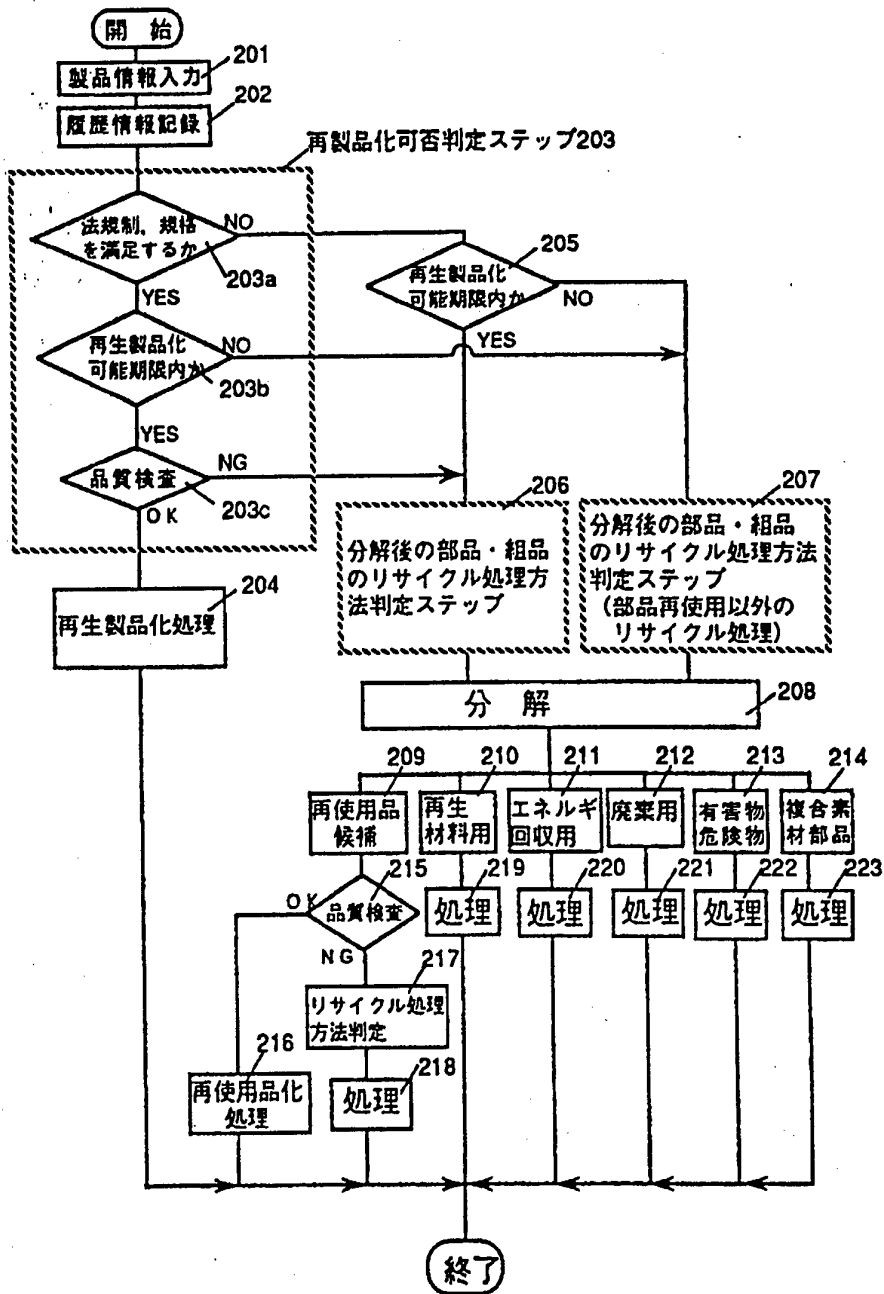 開 始
201
製品情報入力
202
履歴情報記録
再製品化可否判定ステップ203
法規制、規格
を満足するか
NO
203a
YES
205
再生製品化
可能期限内か
NO
YES
再生製品化
可能期限内か
NO
203b
YES
品質検査
NG
203c
OK
204
再生製品化処理
206
分解後の部品・組品
のリサイクル処理方
法判定ステップ
207
分解後の部品・組品
のリサイクル処理方法
判定ステップ
(部品再使用以外の
リサイクル処理)
分 解
208
209
再使用品
候補
210
再生
材料用
211
エネルギ
回収用
212
廃棄用
213
有害物
危険物
214
複合素
材部品
215
品質検査
OK
NG
219
処理
220
処理
221
処理
222
処理
223
処理
217
リサイクル処理
方法判定
216
再使用品化
処理
218
処理
終了